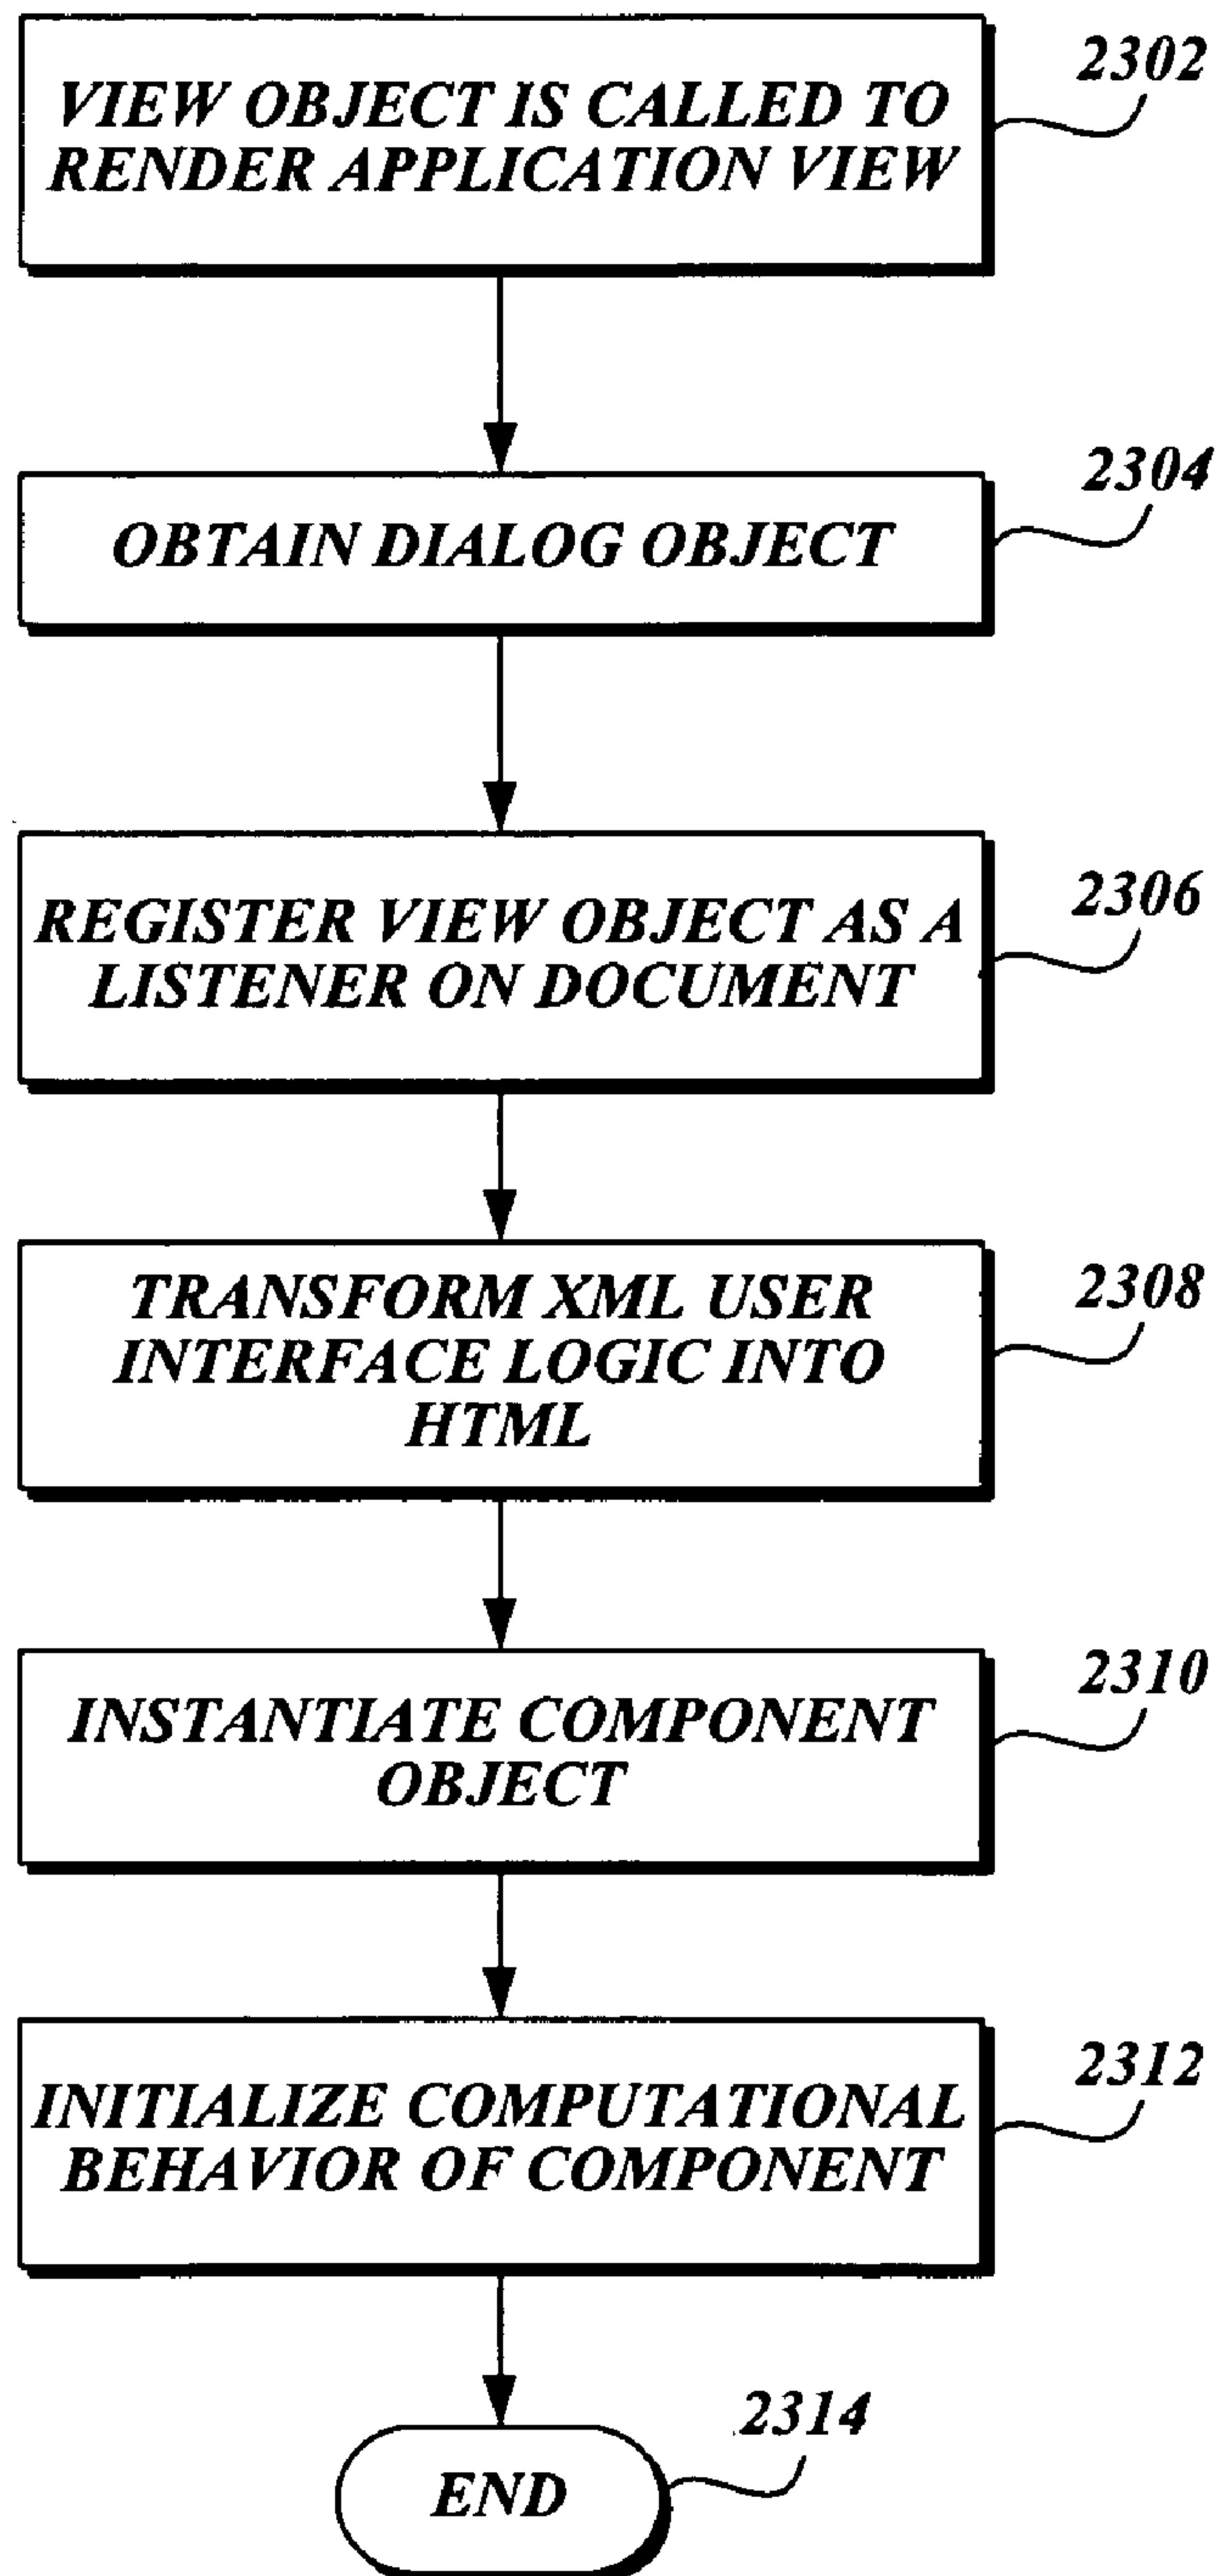 2302
VIEW OBJECT IS CALLED TO
RENDER APPLICATION VIEW
2304
OBTAIN DIALOG OBJECT
2306
REGISTER VIEW OBJECT AS A
LISTENER ON DOCUMENT
2308
TRANSFORM XML USER
INTERFACE LOGIC INTO
HTML
2310
INSTANTIATE COMPONENT
OBJECT
2312
INITIALIZE COMPUTATIONAL
BEHAVIOR OF COMPONENT
2314
END